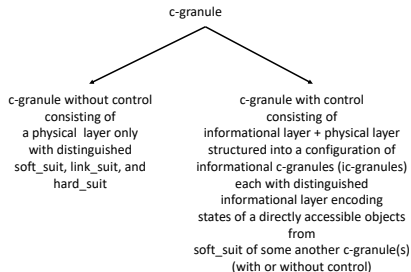 c-granule
c-granule without control
consisting of
a physical layer only
with distinguished
soft_suit, link_suit, and
hard_suit
c-granule with control
consisting of
informational layer + physical layer
structured into a configuration of
informational c-granules (ic-granules)
each with distinguished
informational layer encoding
states of a directly accessible objects
from
soft_suit of some another c-granule(s)
(with or without control)